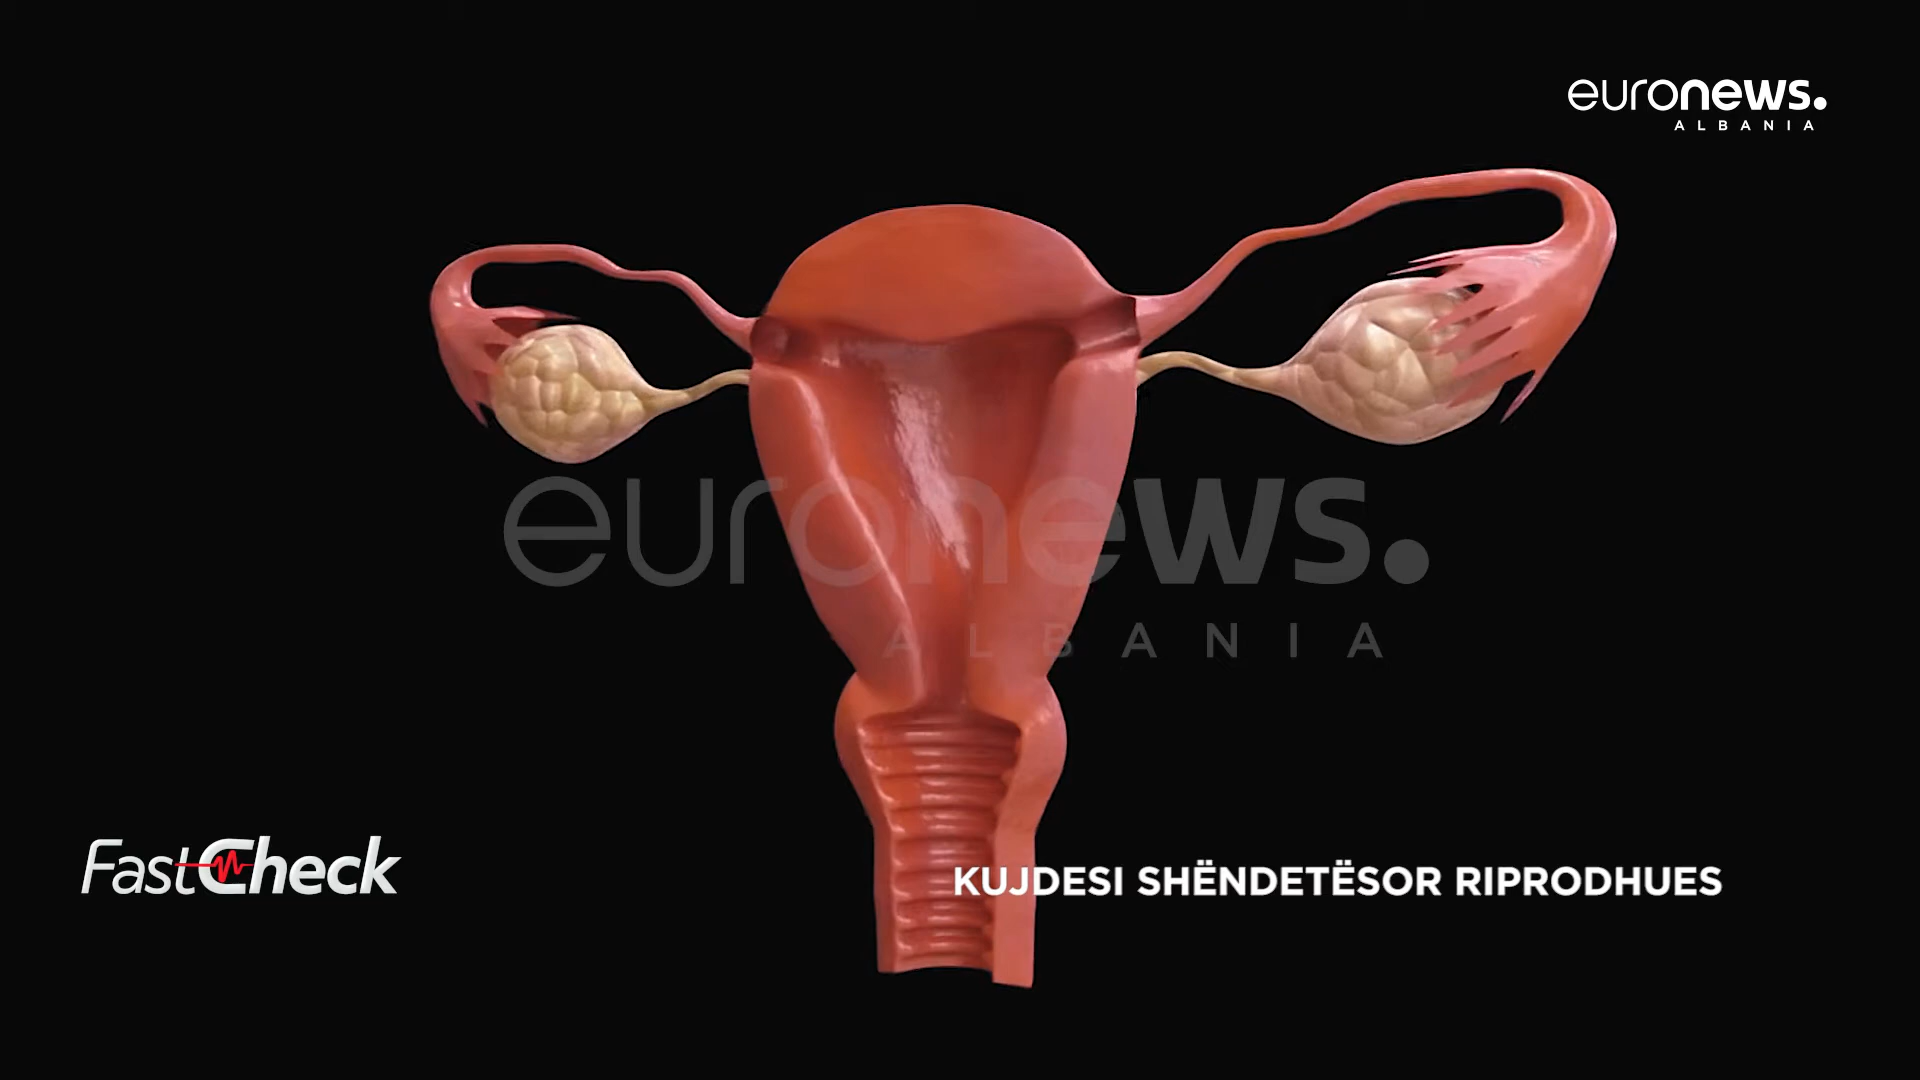 euronews.
ALBANIA
euronews.
ALBANIA
FastCheck
KUJDESI SHËNDETËSOR RIPRODHUES